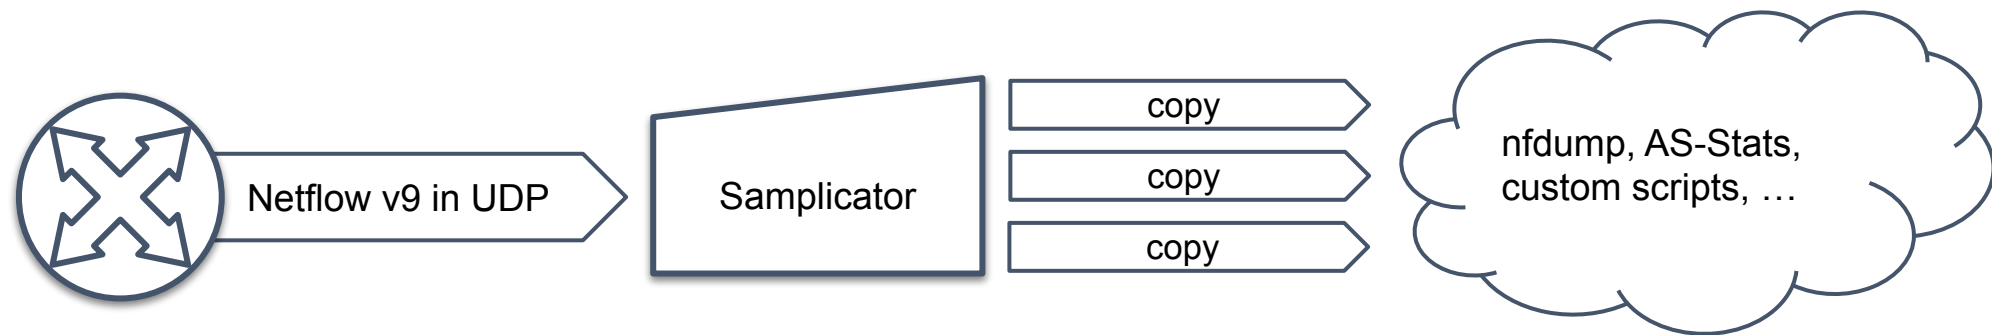 Netflow v9 in UDP
Samplicator
copy
copy
copy
nfdump, AS-Stats,
custom scripts, …